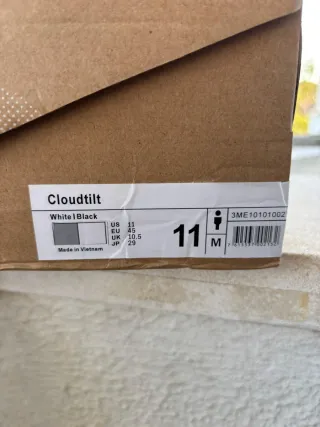 Cloudtilt
White I Black
US 11
EU 45
UK 10.5
JP 29
Made in Vietnam
11
M
3ME10101002